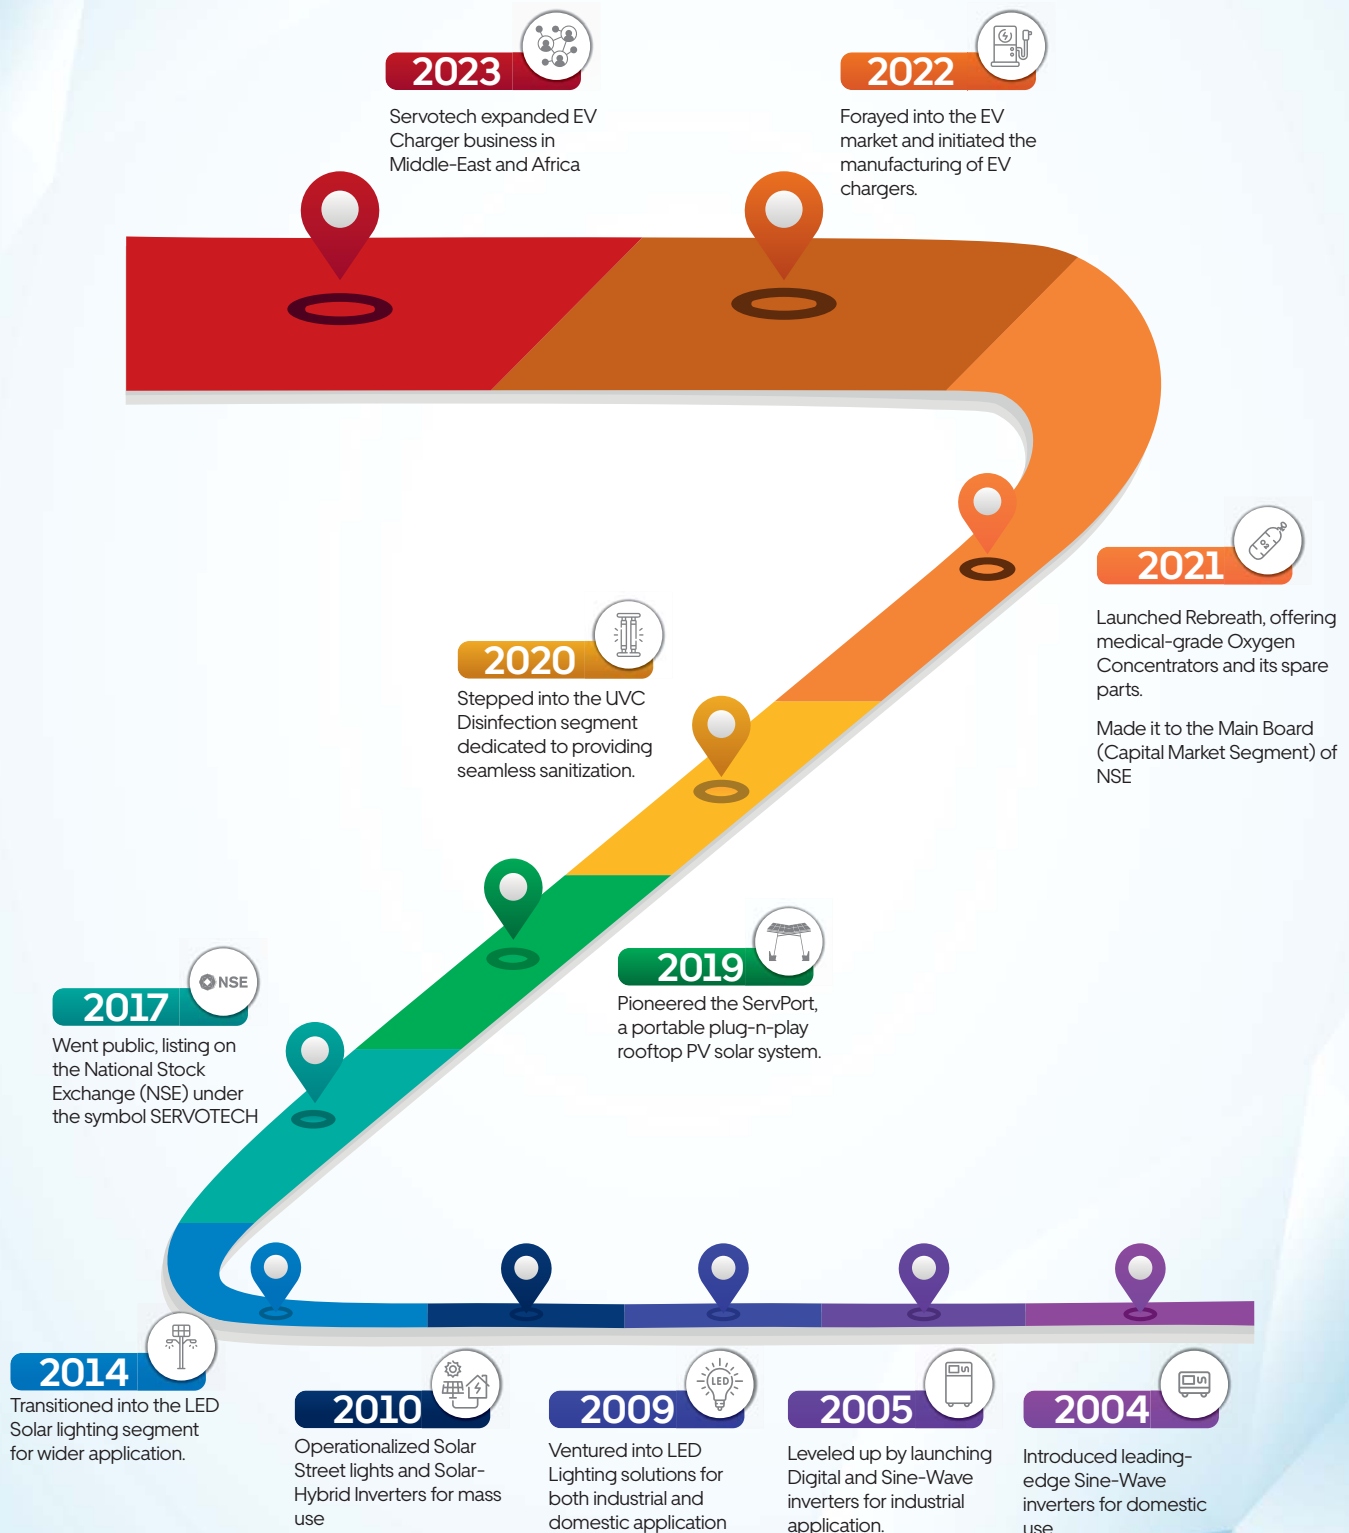 2023
Servotech expanded EV
Charger business in
Middle-East and Africa
2022
Forayed into the EV
market and initiated the
manufacturing of EV
chargers.
2021
Launched Rebreath, offering
medical-grade Oxygen
Concentrators and its spare
parts.
Made it to the Main Board
(Capital Market Segment) of
NSE
2020
Stepped into the UVC
Disinfection segment
dedicated to providing
seamless sanitization.
2019
Pioneered the ServPort,
a portable plug-n-play
rooftop PV solar system.
NSE
2017
Went public, listing on
the National Stock
Exchange (NSE) under
the symbol SERVOTECH
2014
Transitioned into the LED
Solar lighting segment
for wider application.
2010
Operationalized Solar
Street lights and Solar-
Hybrid Inverters for mass
use
LED
2009
Ventured into LED
Lighting solutions for
both industrial and
domestic application
2005
Leveled up by launching
Digital and Sine-Wave
inverters for industrial
application.
2004
Introduced leading-
edge Sine-Wave
inverters for domestic
use